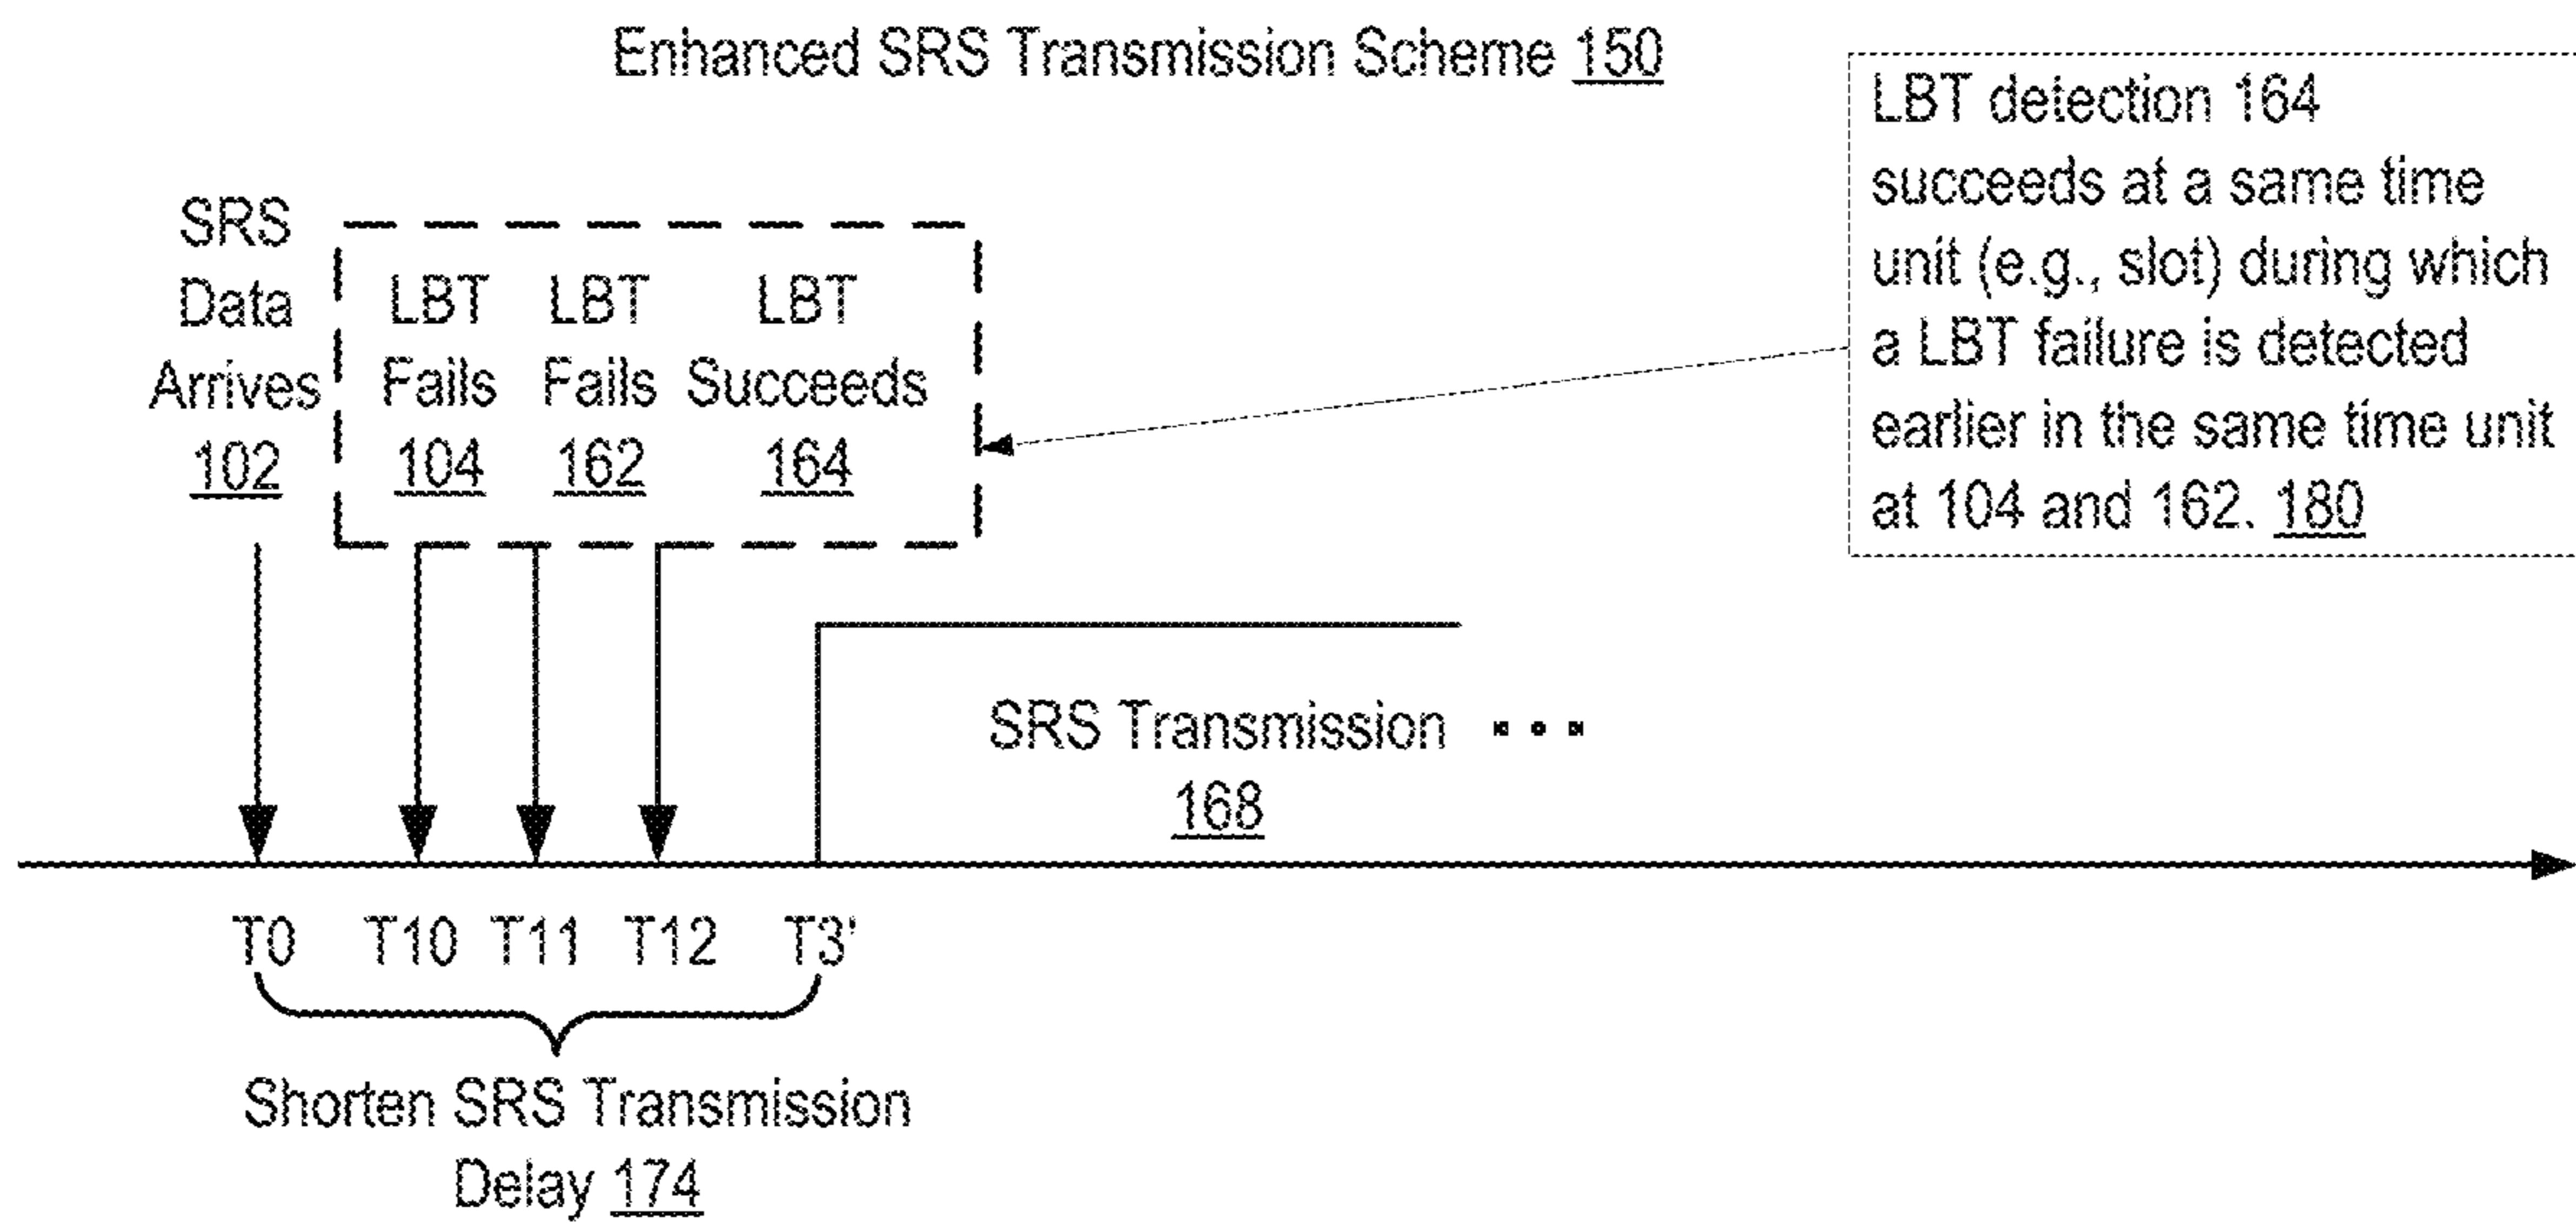 Enhanced SRS Transmission Scheme 150
LBT detection 164
succeeds at a same time
unit (e.g., slot) during which
a LBT failure is detected
earlier in the same time unit
at 104 and 162. 180
SRS
Data
Arrives
102
LBT
Fails
104
LBT
Fails
162
LBT
Succeeds
164
SRS Transmission ...
168
T0 T10 T11 T12 T3'
Shorten SRS Transmission
Delay 174